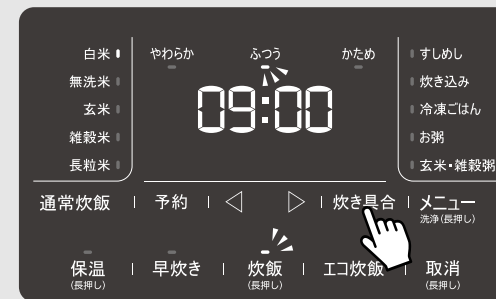 やわらか ふつう かため
白米
無洗米
玄米
雑穀米
長粒米
09:00
すしめし
炊き込み
冷凍ごはん
お粥
玄米・雑穀粥
通常炊飯 予約 炊き具合 メニュー
洗浄(長押し)
保温 早炊き 炊飯 エコ炊飯 取消
(長押し) (長押し) (長押し)